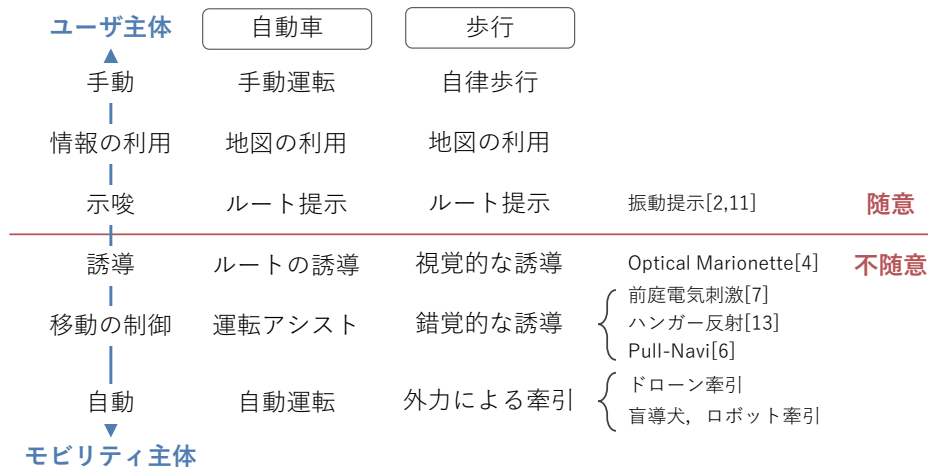 ユーザ主体 自動車 歩行
手動 手動運転 自律歩行
情報の利用 地図の利用 地図の利用
示唆 ルート提示 ルート提示 振動提示[2,11] 随意
誘導 ルートの誘導 視覚的な誘導 Optical Marionette[4] 不随意
前庭電気刺激[7]
移動の制御 運転アシスト 錯覚的な誘導 ハンガー反射[13]
Pull-Navi[6]
ドローン牽引
自動 自動運転 外力による牽引
盲導犬，ロボット牽引
モビリティ主体